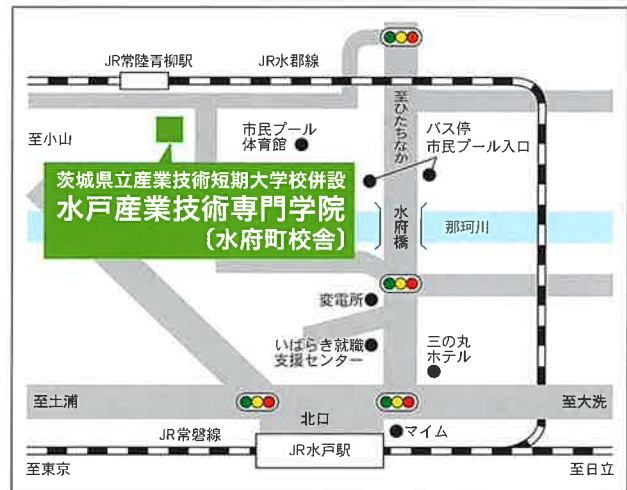 JR常陸青柳駅
JR水郡線
至ひたちなか
至小山
市民プール
体育館
バス停
市民プール入口
茨城県立産業技術短期大学校併設
水戸産業技術専門学院
〔水府町校舎〕
水府橋
那珂川
変電所
いばらき就職
支援センター
三の丸
ホテル
至土浦
至大洗
北口
JR常磐線
JR水戸駅
マイム
至東京
至日立